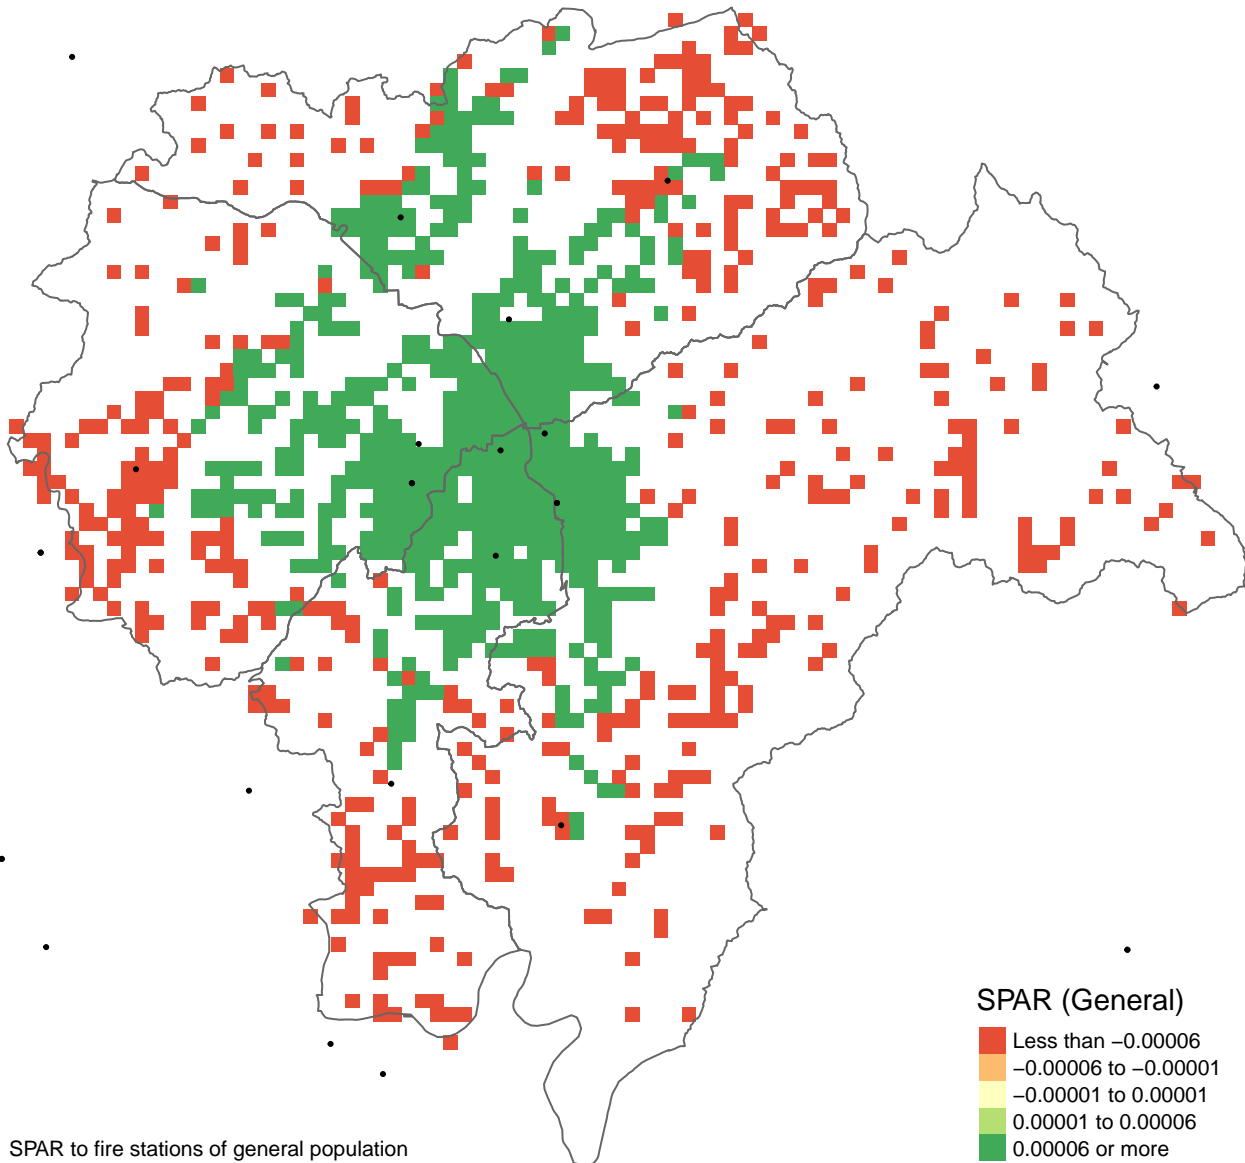 SPAR (General)
Less than −0.00006
−0.00006 to −0.00001
−0.00001 to 0.00001
0.00001 to 0.00006
0.00006 or more
SPAR to fire stations of general population